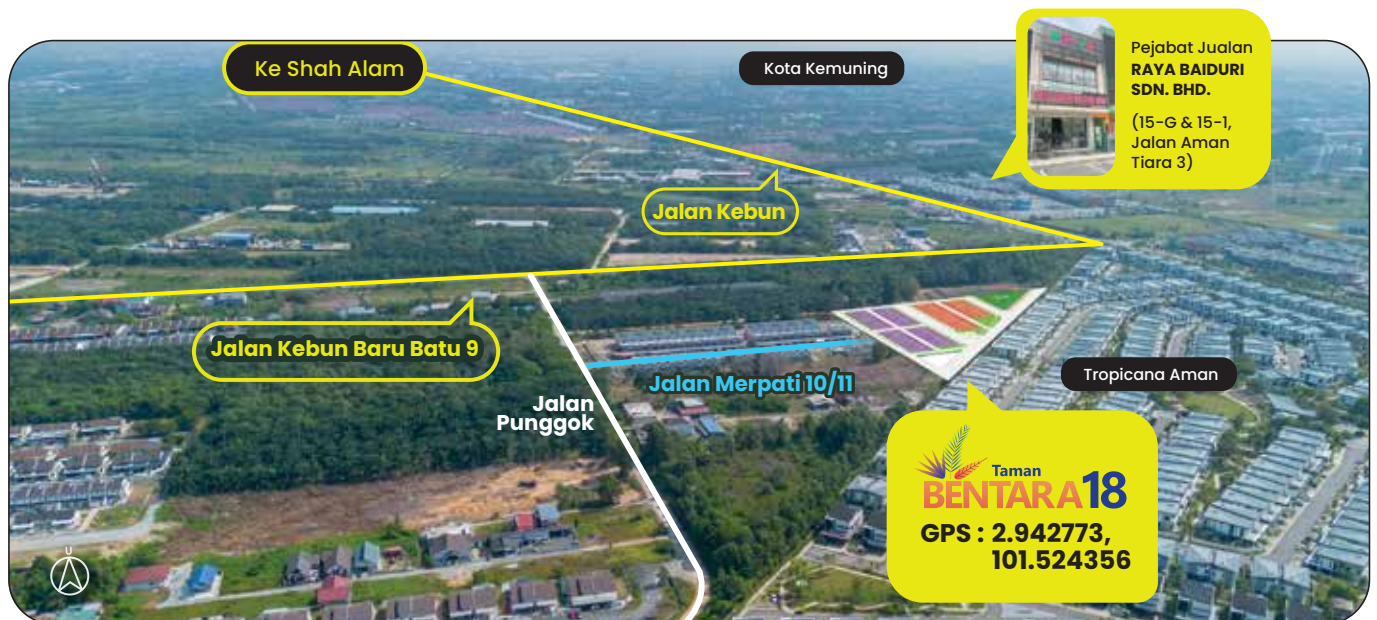 Ke Shah Alam
Kota Kemuning
Pejabat Jualan
RAYA BAIDURI
SDN. BHD.
(15-G & 15-1,
Jalan Aman
Tiara 3)
Jalan Kebun
Jalan Kebun Baru Batu 9
Jalan Merpati 10/11
Jalan
Punggok
Tropicana Aman
Taman
BENTARA18
GPS : 2.942773,
101.524356
U